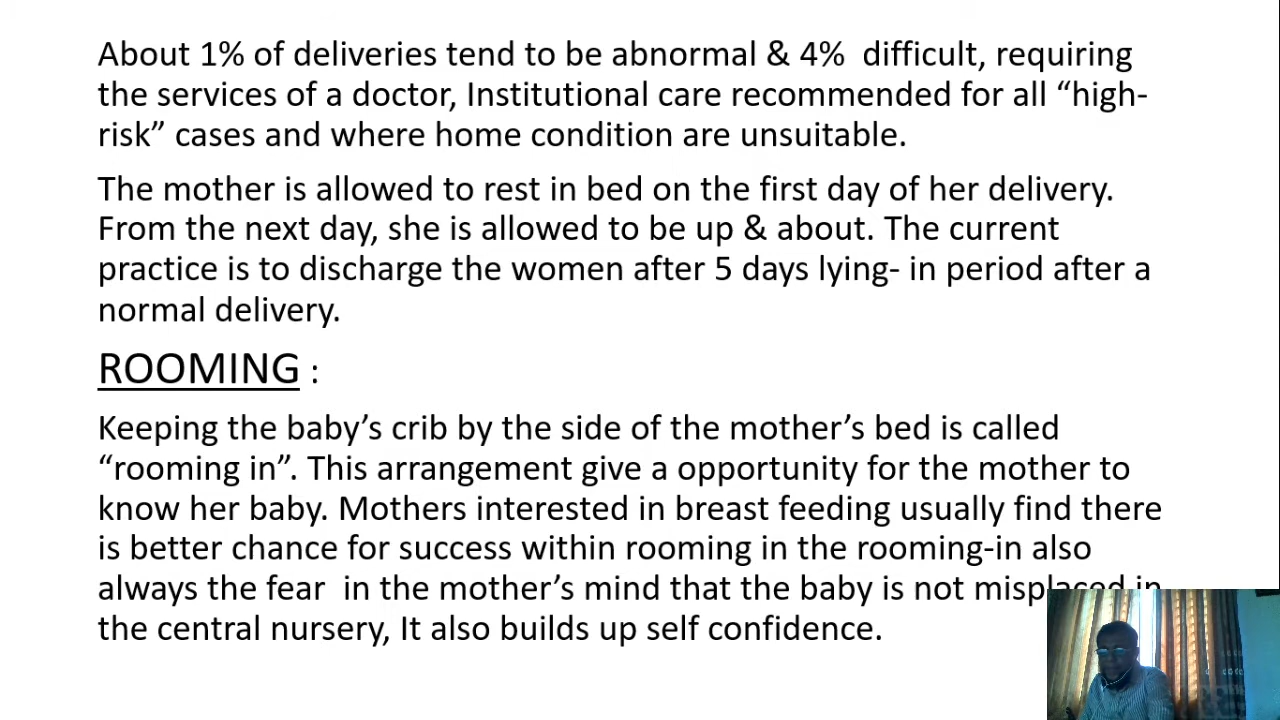 About 1% of deliveries tend to be abnormal & 4% difficult, requiring
the services of a doctor, Institutional care recommended for all “high-
risk” cases and where home condition are unsuitable.
The mother is allowed to rest in bed on the first day of her delivery.
From the next day, she is allowed to be up & about. The current
practice is to discharge the women after 5 days lying- in period after a
normal delivery.
ROOMING :
Keeping the baby’s crib by the side of the mother’s bed is called
“rooming in”. This arrangement give a opportunity for the mother to
know her baby. Mothers interested in breast feeding usually find there
is better chance for success within rooming in the rooming-in also
always the fear in the mother’s mind that the baby is not misplaced in
the central nursery, It also builds up self confidence.